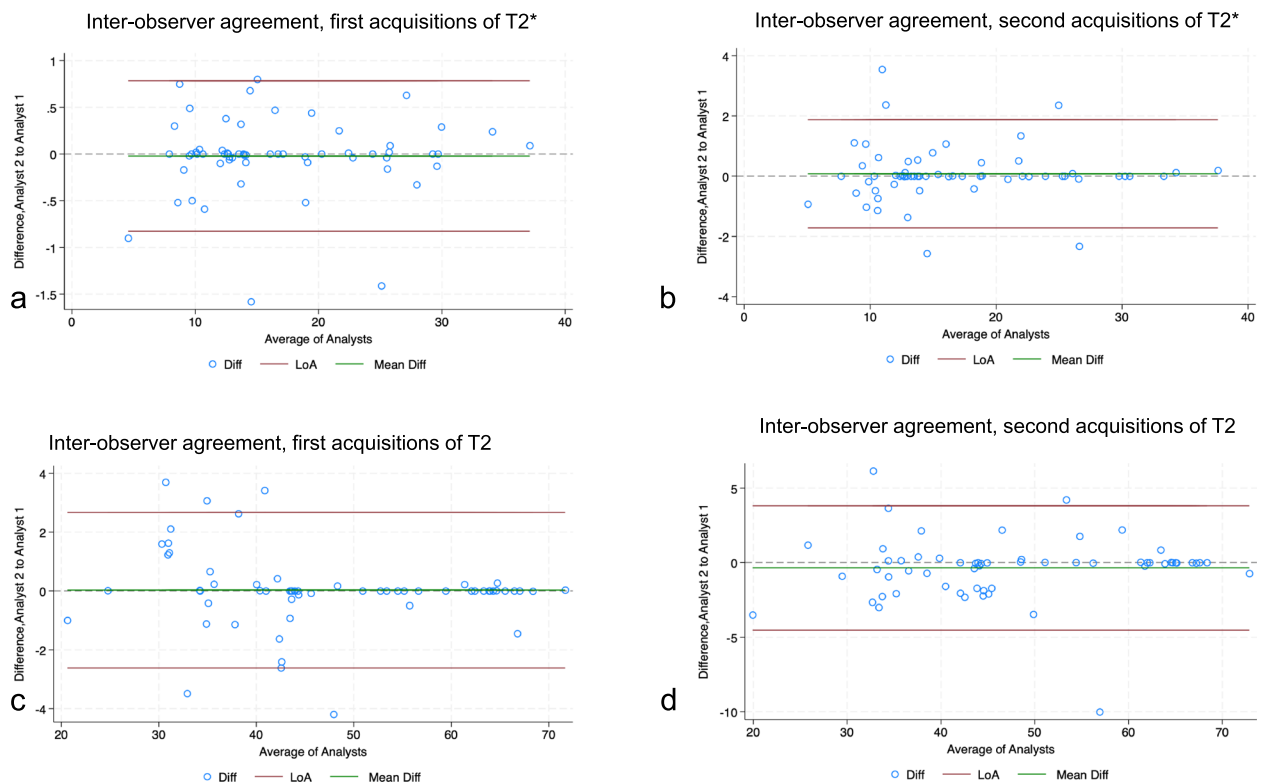 Inter-observer agreement, first acquisitions of T2*
Difference,Analyst 2 to Analyst 1
1
.5
0
-.5
-1
-1.5
0 10 20 30 40
Average of Analysts
Diff LoA Mean Diff
a
Inter-observer agreement, second acquisitions of T2*
Difference,Analyst 2 to Analyst 1
4
2
0
-2
-4
0 10 20 30 40
Average of Analysts
Diff LoA Mean Diff
b
Inter-observer agreement, first acquisitions of T2
Difference,Analyst 2 to Analyst 1
4
2
0
-2
-4
20 30 40 50 60 70
Average of Analysts
Diff LoA Mean Diff
c
Inter-observer agreement, second acquisitions of T2
Difference,Analyst 2 to Analyst 1
5
0
-5
-10
20 30 40 50 60 70
Average of Analysts
Diff LoA Mean Diff
d